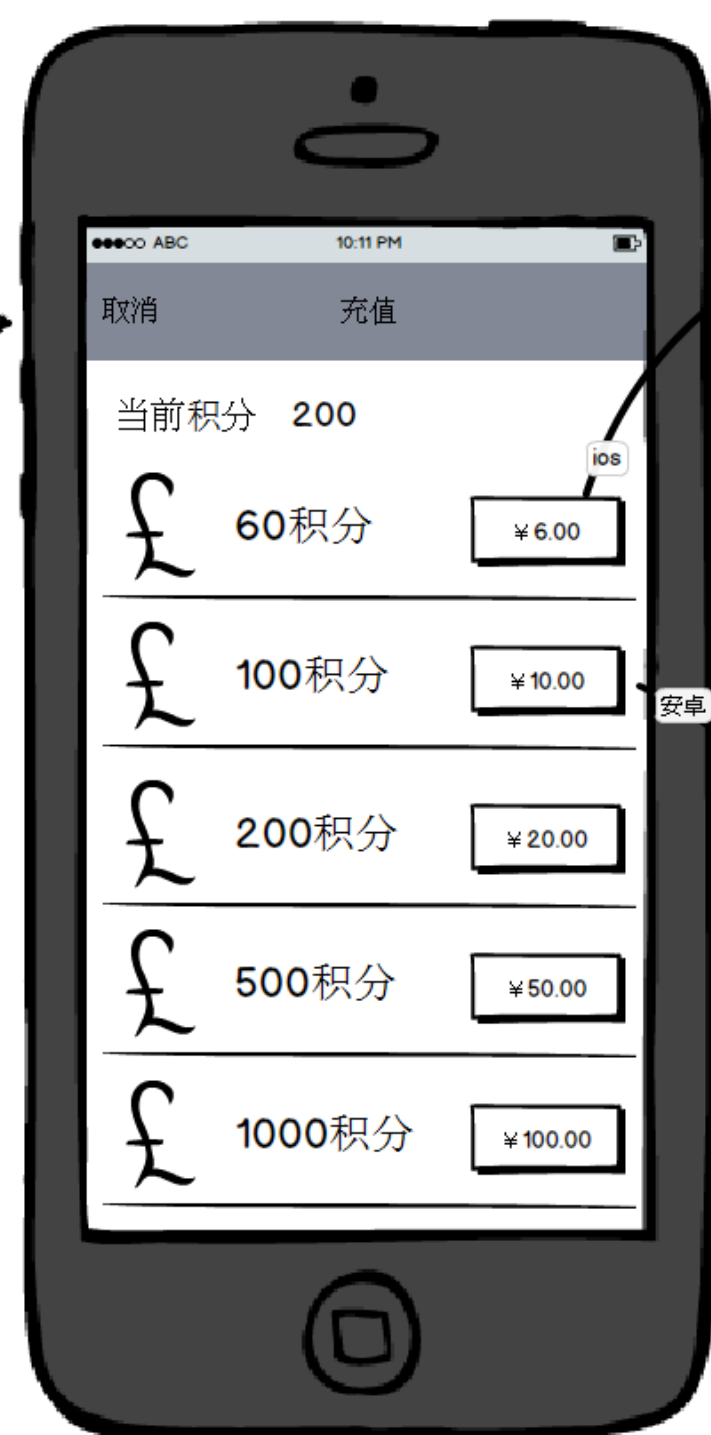 ABC 10:11 PM
取消 充值
当前积分 200
ios
£ 60积分 ¥6.00
£ 100积分 ¥10.00
安卓
£ 200积分 ¥20.00
£ 500积分 ¥50.00
£ 1000积分 ¥100.00